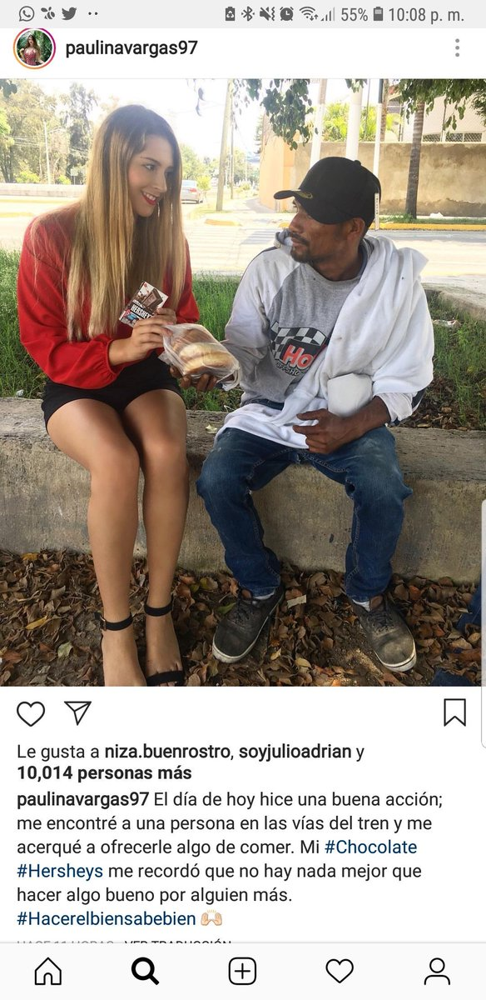 55% 10:08 p. m.
paulinavargas97
HERSHEY'S
Ho
Le gusta a niza.buenrostro, soyjulioadrian y
10,014 personas más
paulinavargas97 El día de hoy hice una buena acción;
me encontré a una persona en las vías del tren y me
acerqué a ofrecerle algo de comer. Mi #Chocolate
#Hersheys me recordó que no hay nada mejor que
hacer algo bueno por alguien más.
#Hacerelbiensabebien 🙌🏻
HACE 11 HORAS · VER TRADUCCIÓN